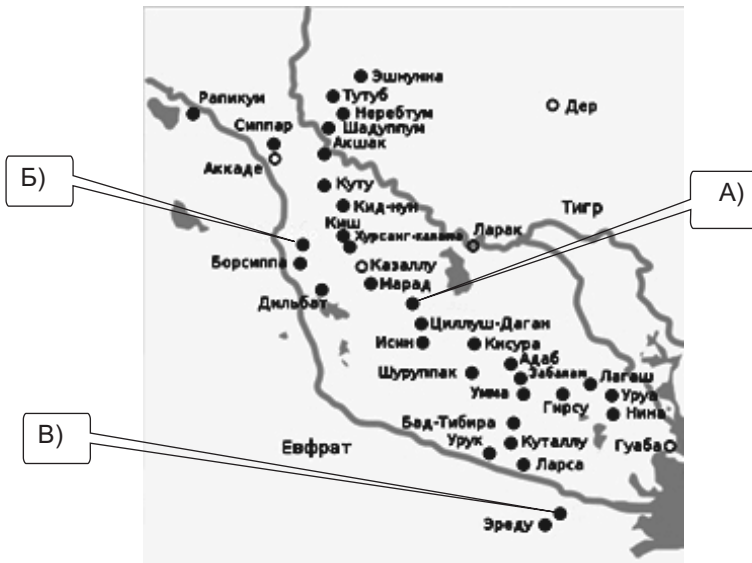 Эшнунна
Тутуб
Дер
Рапикум
Неребтум
Шадуппум
Сиппар
Акшак
Аккаде
Б)
Куту
А)
Кид-нун
Тигр
Киш
Ларак
Хурсанг-калама
Борсиппа
Казаллу
Марад
Дильбат
Циллуш-Даган
Исин
Кисура
Адаб
Шуруппак
Забалам
Лагаш
Умма
Гирсу
Уруа
Нина
Бад-Тибира
В)
Урук
Куталлу
Гуаба
Евфрат
Ларса
Эреду